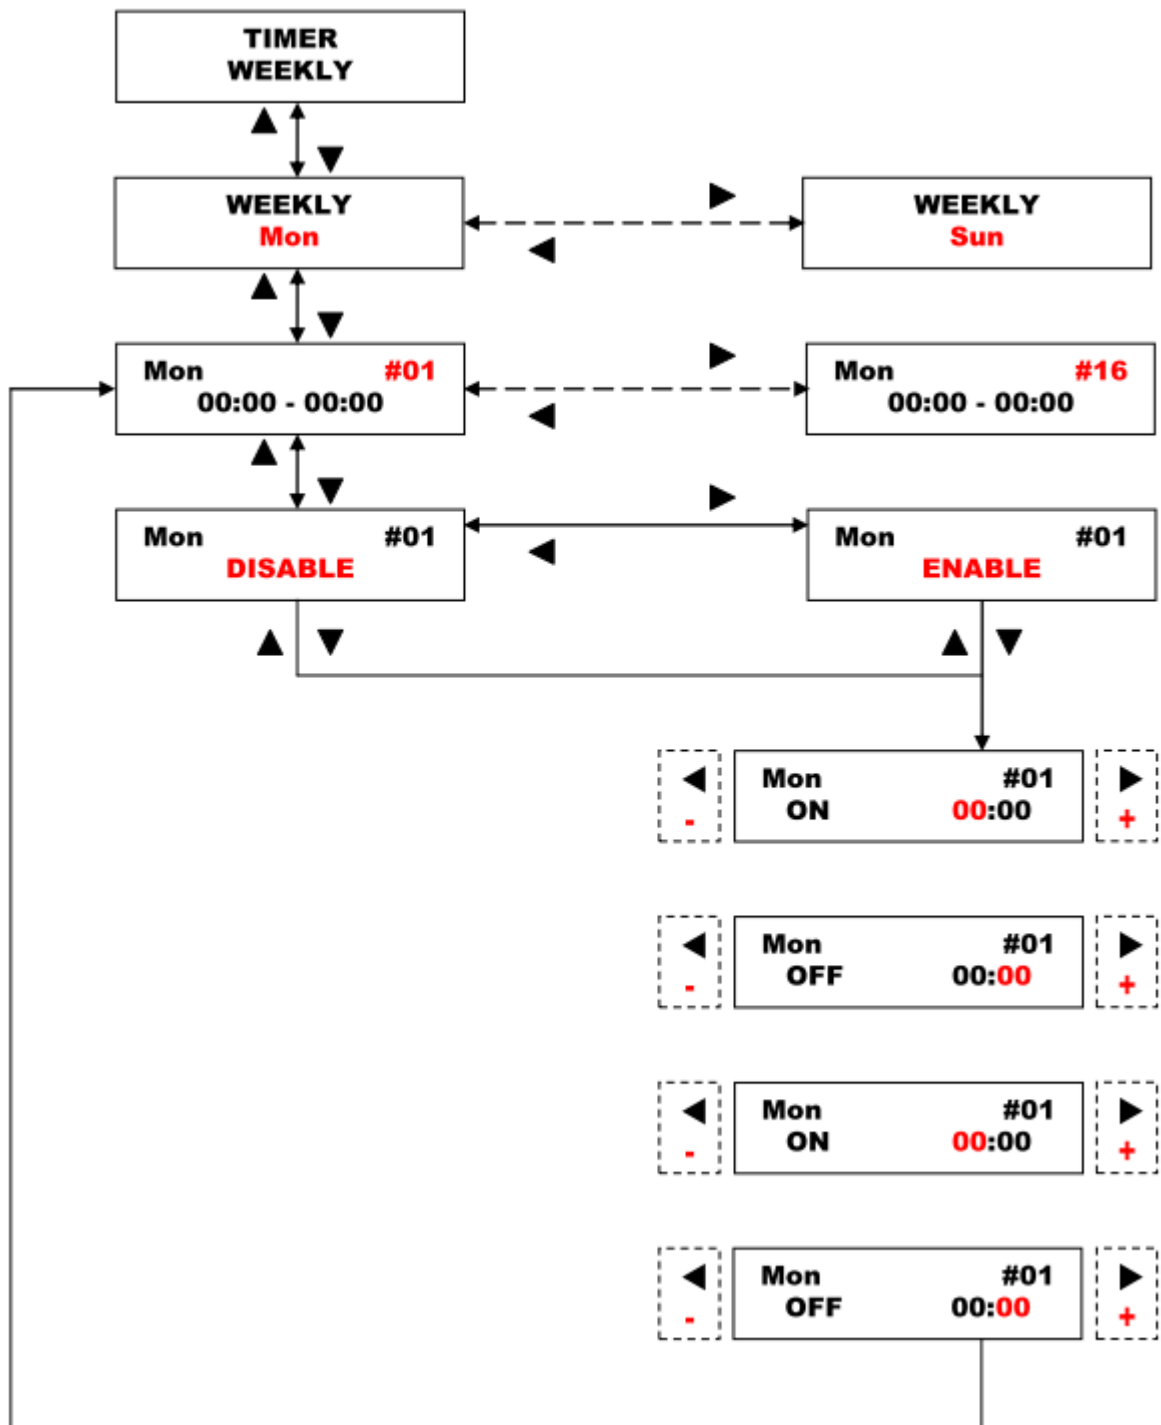 TIMER
WEEKLY
WEEKLY
Mon
WEEKLY
Sun
Mon #01
00:00 - 00:00
Mon #16
00:00 - 00:00
Mon #01
DISABLE
Mon #01
ENABLE
Mon #01
- ON 00:00 +
Mon #01
- OFF 00:00 +
Mon #01
- ON 00:00 +
Mon #01
- OFF 00:00 +